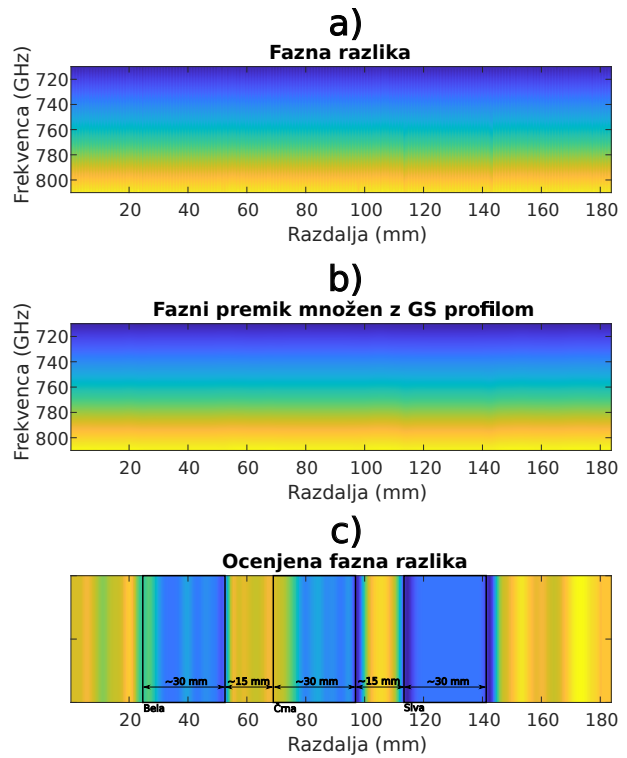 a)
Fazna razlika
Frekvenca (GHz)
720
740
760
780
800
20 40 60 80 100 120 140 160 180
Razdalja (mm)
b)
Fazni premik množen z GS profilom
Frekvenca (GHz)
720
740
760
780
800
20 40 60 80 100 120 140 160 180
Razdalja (mm)
c)
Ocenjena fazna razlika
~30 mm ~15 mm ~30 mm ~15 mm ~30 mm
Bela Črna Siva
20 40 60 80 100 120 140 160 180
Razdalja (mm)